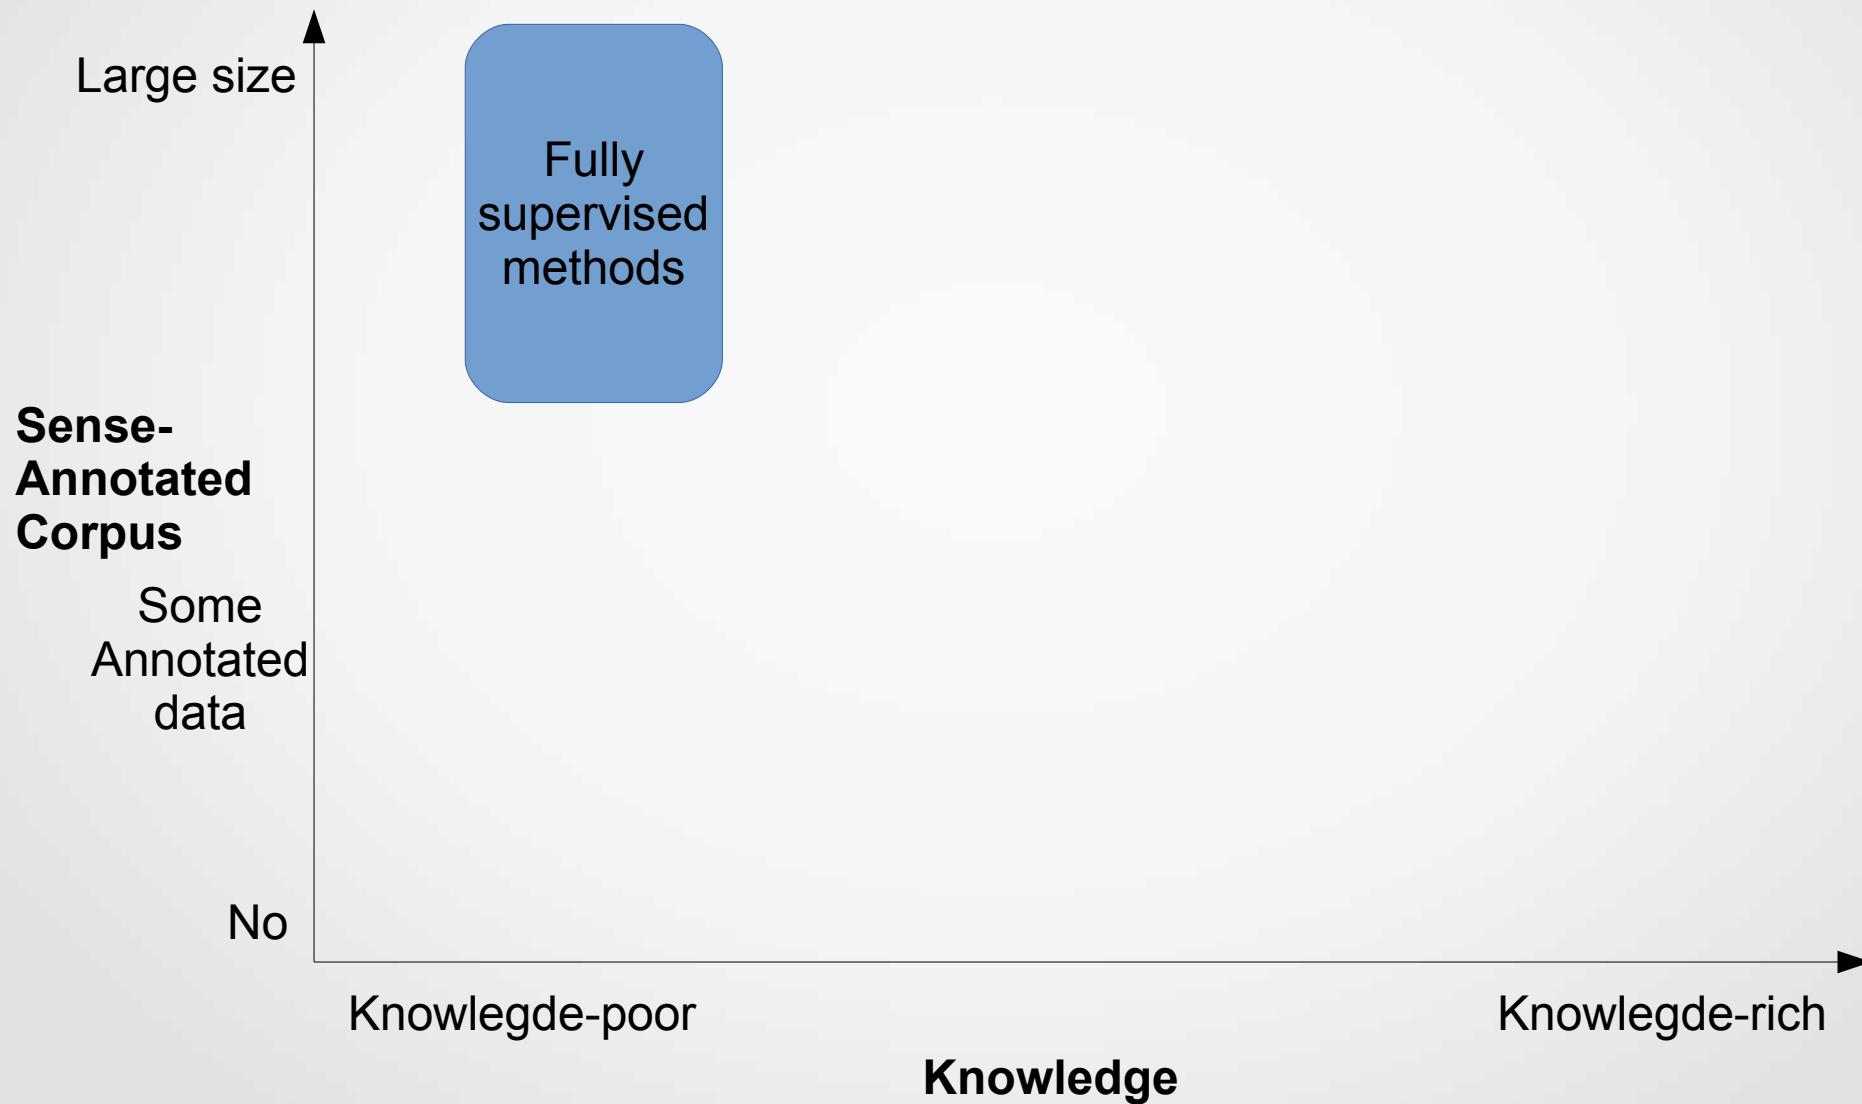 Large size
Fully
supervised
methods
Sense-
Annotated
Corpus
Some
Annotated
data
No
Knowlegde-poor
Knowlegde-rich
Knowledge